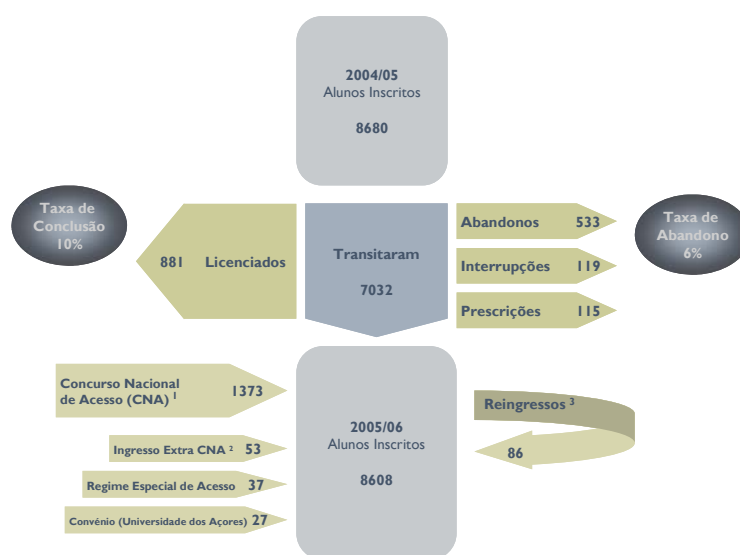 2004/05
Alunos Inscritos
8680
Taxa de
Conclusão
10%
881 Licenciados
Transitaram
7032
Abandonos 533
Interrupções 119
Prescrições 115
Taxa de
Abandono
6%
Concurso Nacional
de Acesso (CNA) 1
1373
Ingresso Extra CNA 2 53
Regime Especial de Acesso 37
Convénio (Universidade dos Açores) 27
2005/06
Alunos Inscritos
8608
Reingressos 3
86